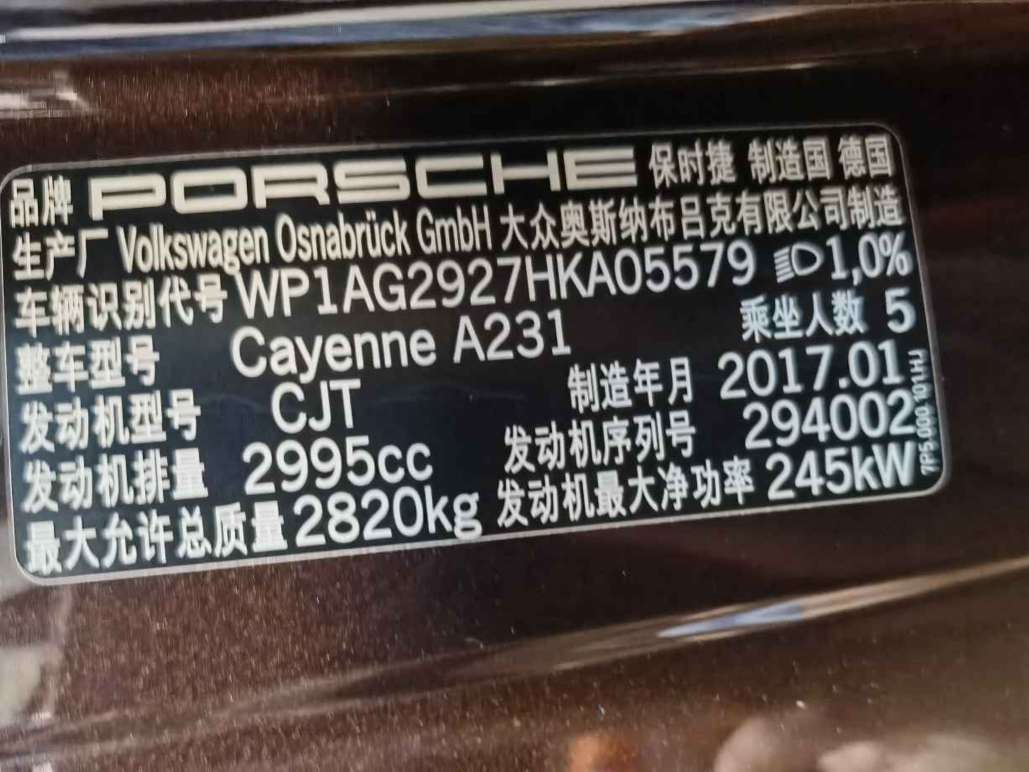 品牌 PORSCHE 保时捷 制造国 德国
生产厂 Volkswagen Osnabrück GmbH 大众奥斯纳布吕克有限公司制造
车辆识别代号 WP1AG2927HKA05579 1,0%
整车型号 Cayenne A231 乘坐人数 5
发动机型号 CJT 制造年月 2017.01
发动机排量 2995cc 发动机序列号 294002
最大允许总质量 2820kg 发动机最大净功率 245kW
7P5.000.101.HJ